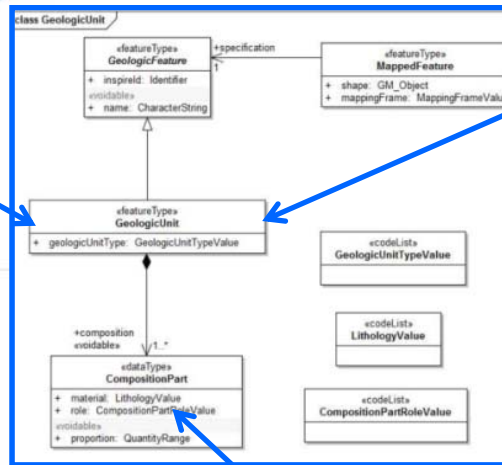 class GeologicUnit
«featureType»
GeologicFeature
+ inspireId: Identifier
«voidable»
+ name: CharacterString
+specification
1
«featureType»
MappedFeature
+ shape: GM_Object
+ mappingFrame: MappingFrameValu
«featureType»
GeologicUnit
+ geologicUnitType: GeologicUnitTypeValue
«codeList»
GeologicUnitTypeValue
«codeList»
LithologyValue
+composition
«voidable» 1..*
«dataType»
CompositionPart
+ material: LithologyValue
+ role: CompositionPartRoleValue
«voidable»
+ proportion: QuantityRange
«codeList»
CompositionPartRoleValue